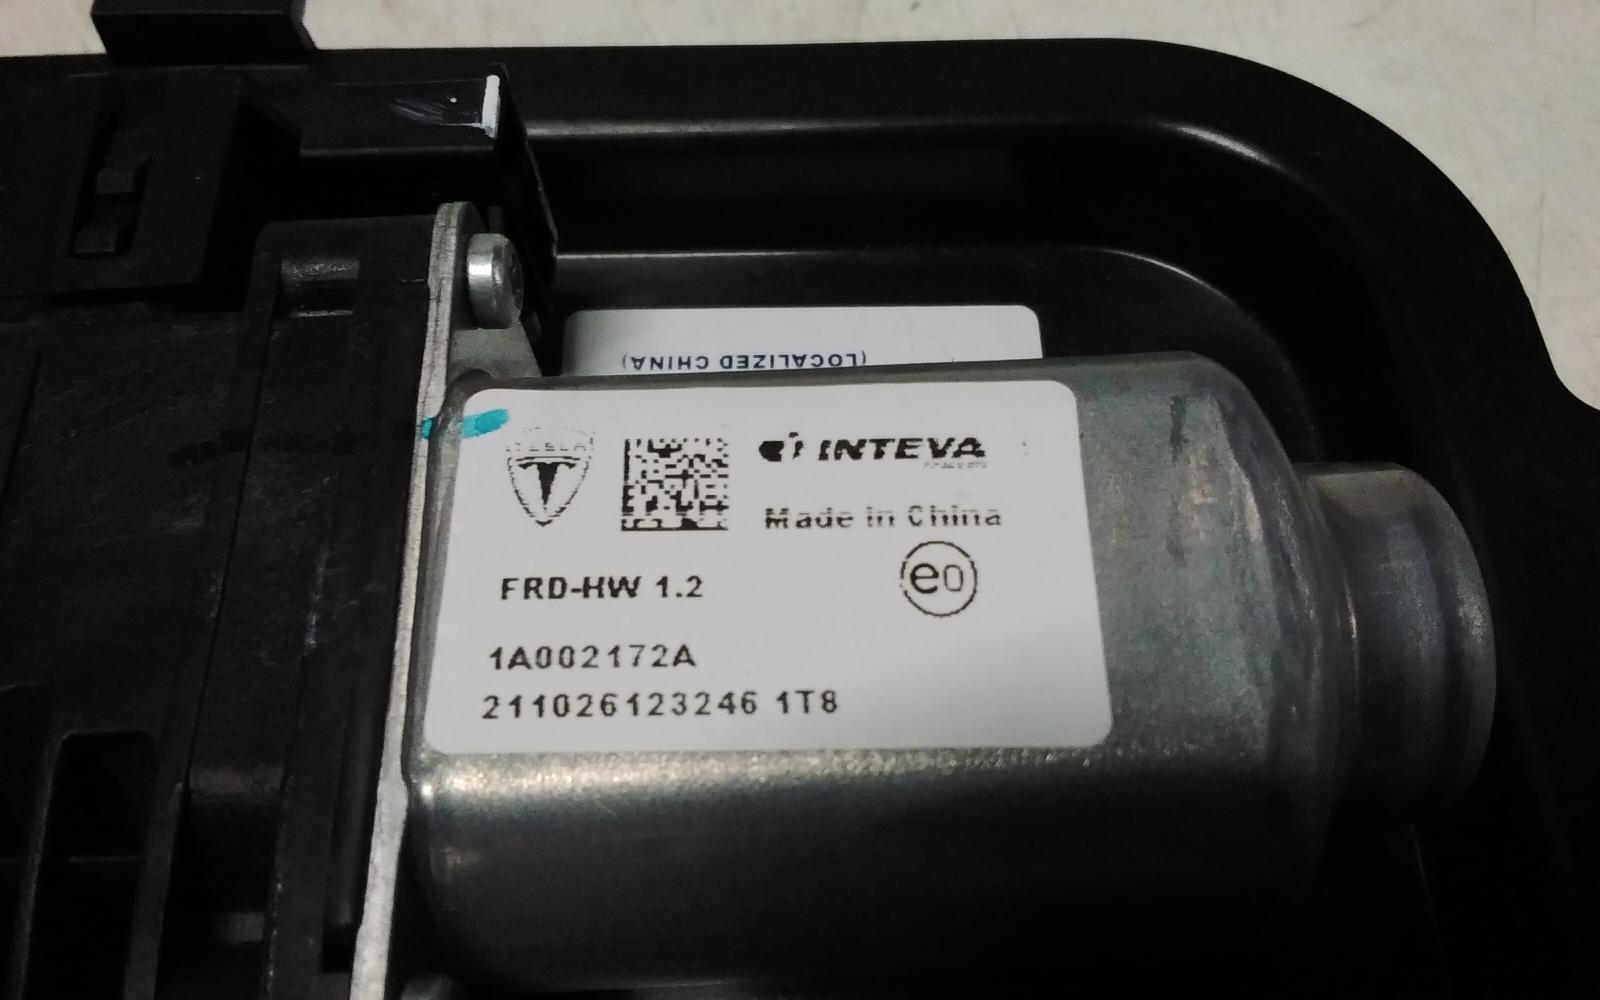 (LOCALIZED CHINA)
TESLA
INTEVA
Made in China
e0
FRD-HW 1.2
1A002172A
211026123246 1T8